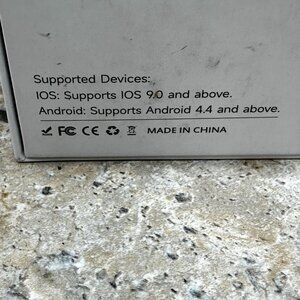 Supported Devices:
IOS: Supports IOS 9.0 and above.
Android: Supports Android 4.4 and above.
FC CE MADE IN CHINA